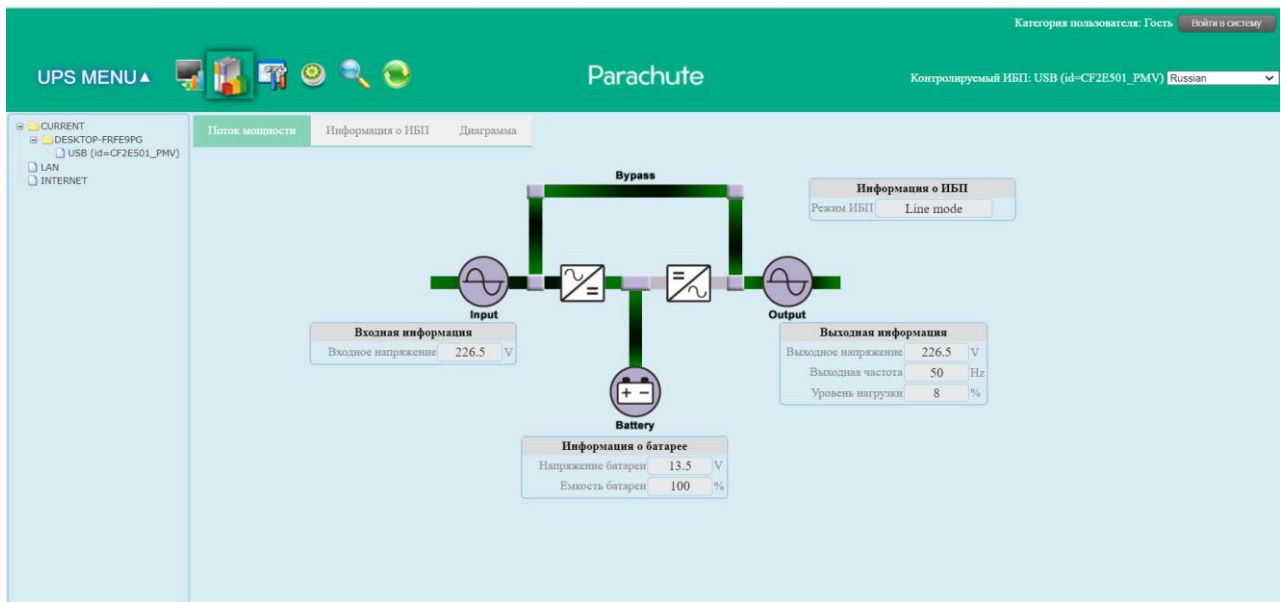 Категория пользователя: Гость Войти в систему
UPS MENU▲ Parachute Контролируемый ИБП: USB (id=CF2E501_PMV) Russian
CURRENT
DESKTOP-FRFE9PG
USB (id=CF2E501_PMV)
LAN
INTERNET
Поток мощности Информация о ИБП Диаграмма
Bypass
Информация о ИБП
Режим ИБП Line mode
Input
Output
Входная информация
Входное напряжение 226.5 V
Выходная информация
Выходное напряжение 226.5 V
Выходная частота 50 Hz
Уровень нагрузки 8 %
Battery
Информация о батарее
Напряжение батареи 13.5 V
Емкость батареи 100 %